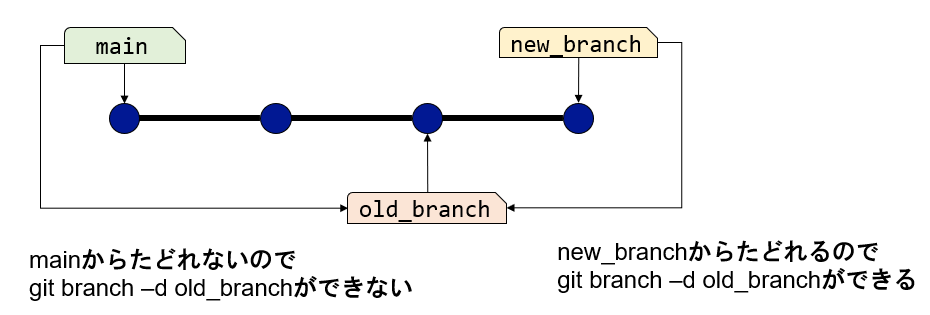 main
new_branch
old_branch
mainからたどれないので
git branch –d old_branchができない
new_branchからたどれるので
git branch –d old_branchができる